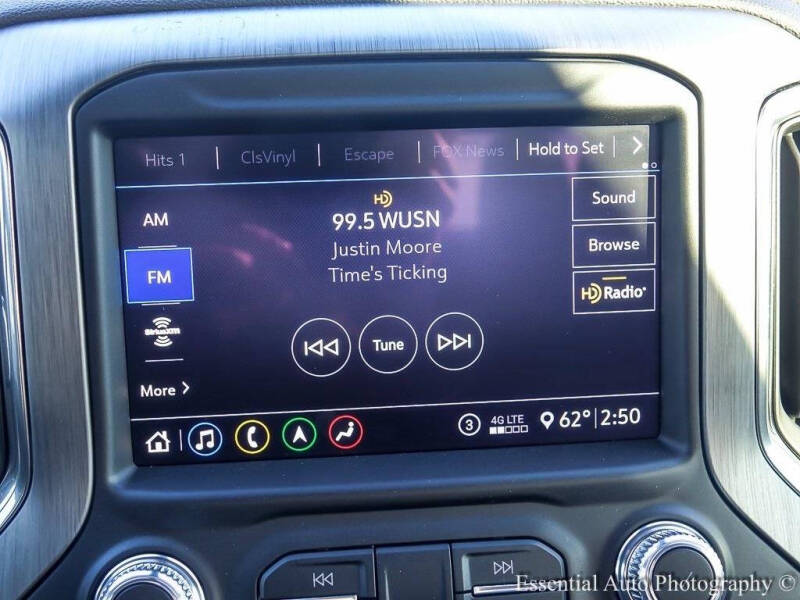 Hits 1 ClsVinyl Escape FOX News Hold to Set
HD
99.5 WUSN
Justin Moore
Time's Ticking
AM
FM
SiriusXM
More
Sound
Browse
HD Radio
Tune
3 4G LTE 62° 2:50
Essential Auto Photography ©